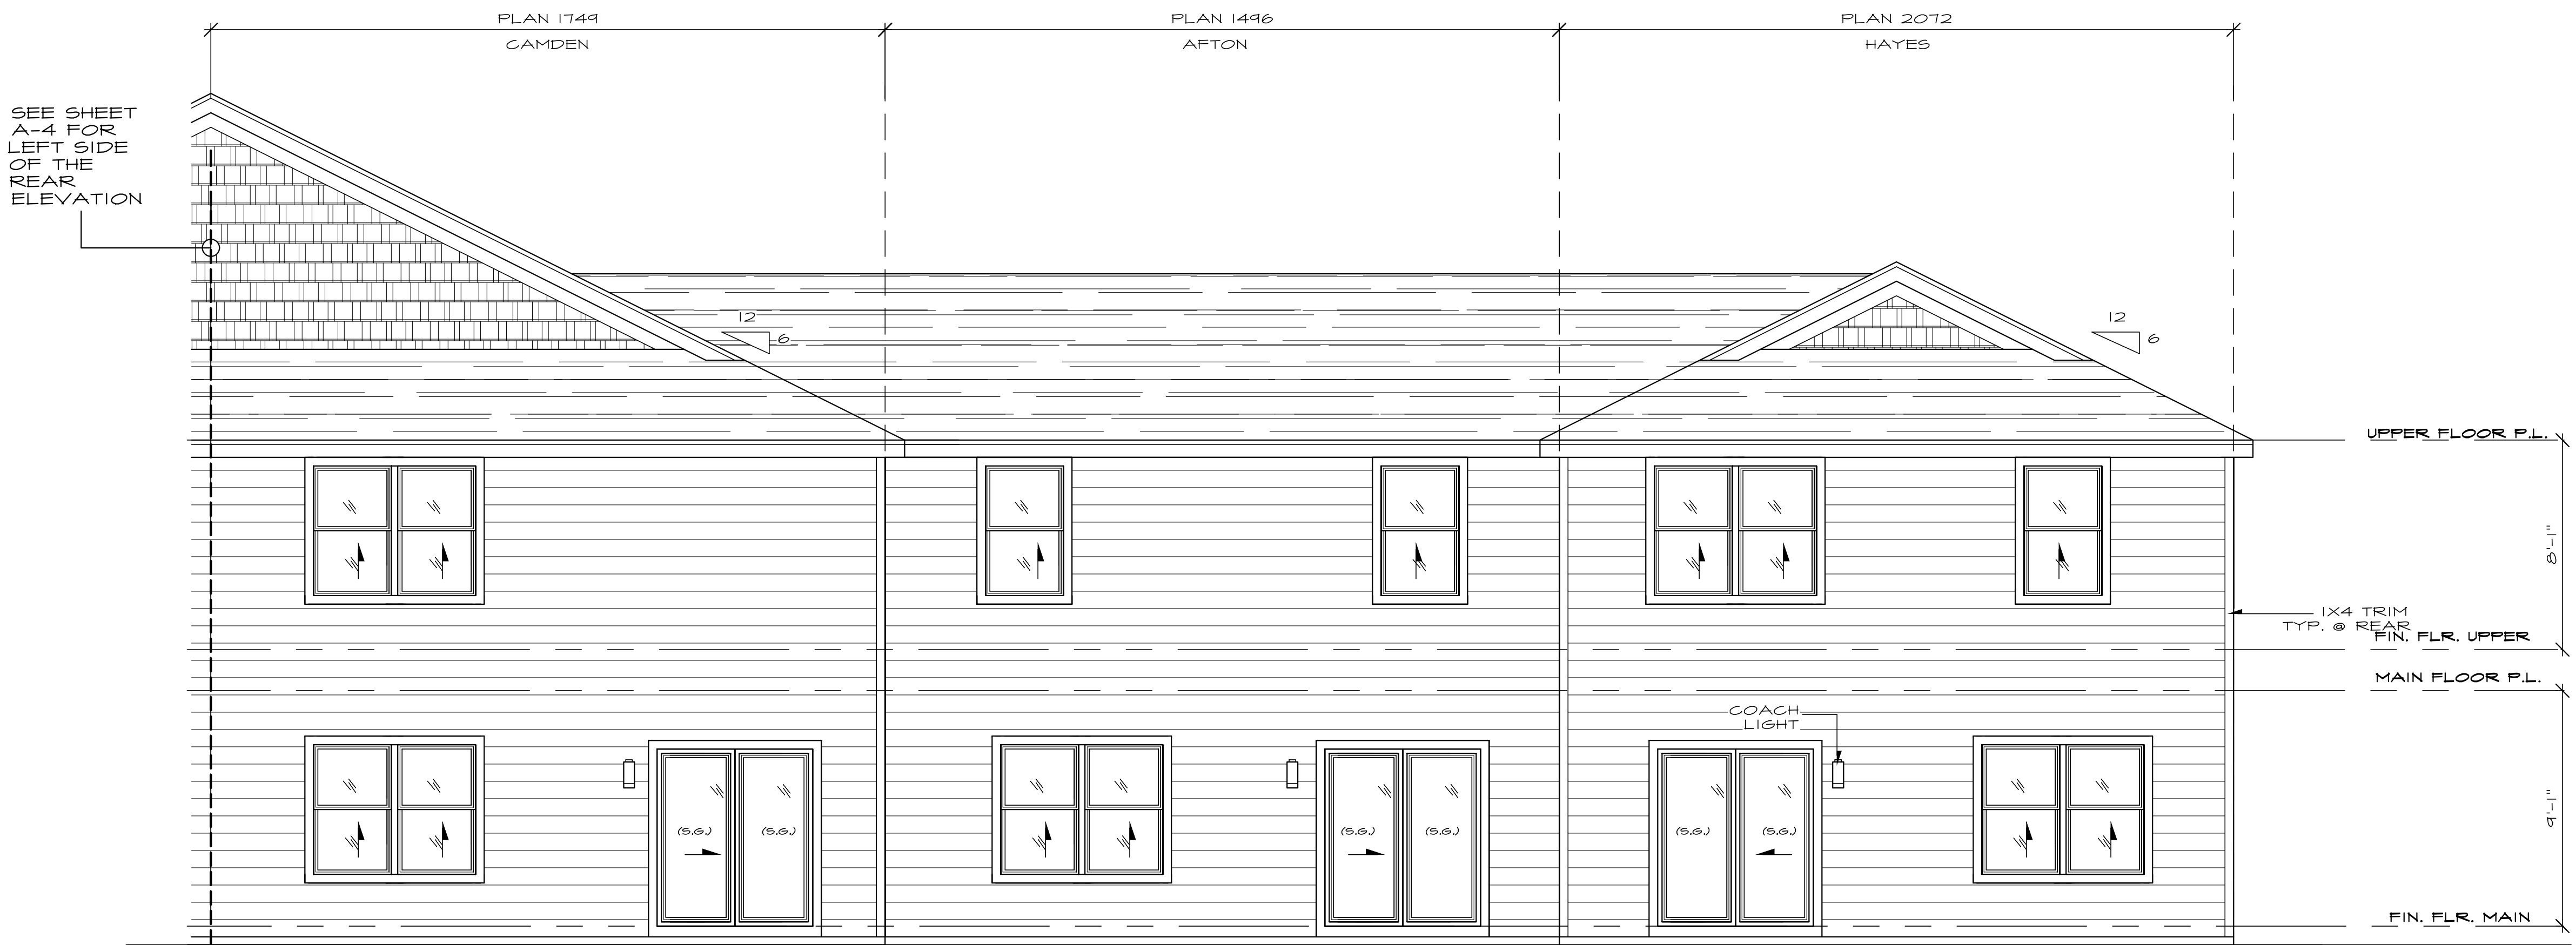 PLAN 1749
CAMDEN
PLAN 1496
AFTON
PLAN 2072
HAYES
SEE SHEET
A-4 FOR
LEFT SIDE
OF THE
REAR
ELEVATION
12
6
12
6
UPPER FLOOR P.L.
8'-1"
1X4 TRIM
TYP. @ REAR
FIN. FLR. UPPER
MAIN FLOOR P.L.
COACH
LIGHT
9'-1"
(S.G.) (S.G.) (S.G.) (S.G.) (S.G.) (S.G.)
FIN. FLR. MAIN